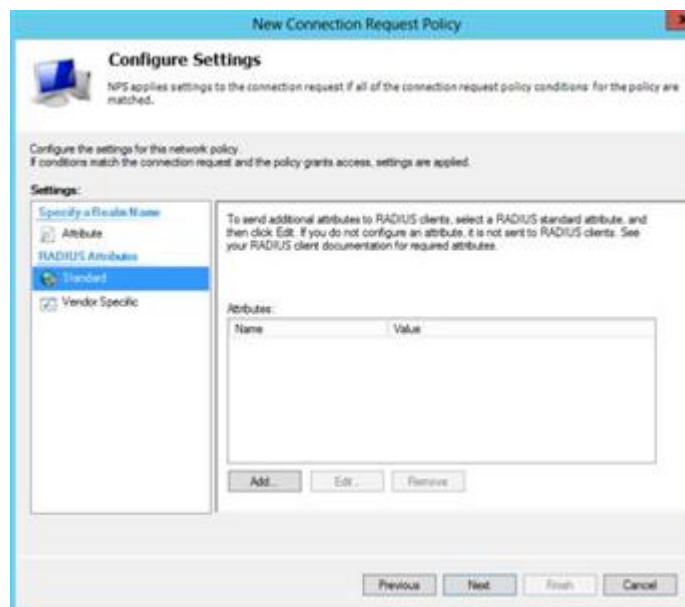 New Connection Request Policy
x
Configure Settings
NPS applies settings to the connection request if all of the connection request policy conditions for the policy are
matched.
Configure the settings for this network policy.
If conditions match the connection request and the policy grants access, settings are applied.
Settings:
Specify a Realm Name
Attribute
RADIUS Attributes
Standard
Vendor Specific
To send additional attributes to RADIUS clients, select a RADIUS standard attribute, and
then click Edit. If you do not configure an attribute, it is not sent to RADIUS clients. See
your RADIUS client documentation for required attributes.
Attributes:
Name Value
Add... Edit... Remove
Previous Next Finish Cancel